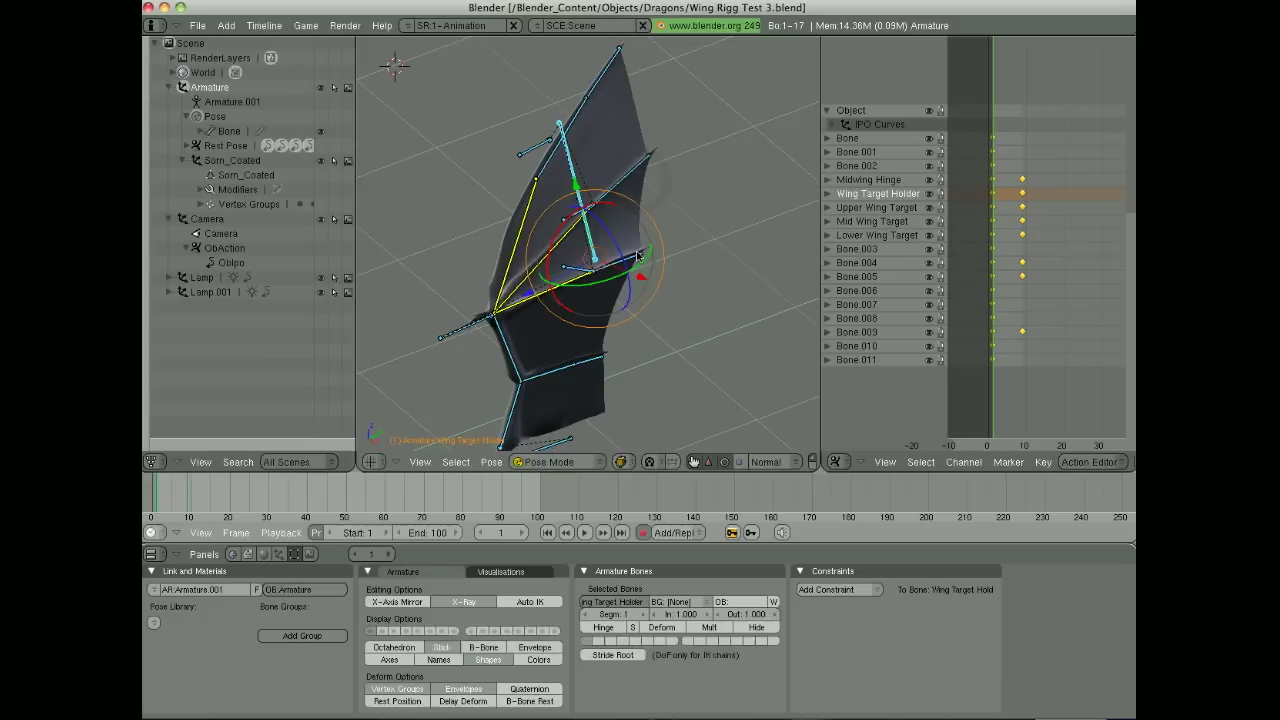 Blender [/Blender_Content/Objects/Dragons/Wing Rigg Test 3.blend]
File Add Timeline Game Render Help SR:1-Animation SCE:Scene www.blender.org 249 Bo:1-17 | Mem:14.36M (0.09M) Armature
Scene
RenderLayers |
World |
Armature
Armature.001
Pose
Bone |
Rest Pose |
Sorn_Coated
Sorn_Coated
Modifiers |
Vertex Groups |
Camera
Camera
ObAction
ObIpo
Lamp |
Lamp.001 |
(1) Armature Wing Target Holder
Object
IPO Curves
Bone
Bone.001
Bone.002
Midwing Hinge
Wing Target Holder
Upper Wing Target
Mid Wing Target
Lower Wing Target
Bone.003
Bone.004
Bone.005
Bone.006
Bone.007
Bone.008
Bone.009
Bone.010
Bone.011
-20 -10 0 10 20 30
View Search All Scenes View Select Pose Pose Mode Normal View Select Channel Marker Key Action Editor
0 10 20 30 40 50 60 70 80 90 100 110 120 130 140 150 160 170 180 190 200 210 220 230 240 250
View Frame Playback Pr Start: 1 End: 100 1 Add/Repl
Panels 1
Link and Materials
AR:Armature.001 F OB:Armature
Pose Library: Bone Groups:
Add Group
Armature Visualisations
Editing Options
X-Axis Mirror X-Ray Auto IK
Display Options
Octahedron Stick B-Bone Envelope
Axes Names Shapes Colors
Deform Options
Vertex Groups Envelopes Quaternion
Rest Position Delay Deform B-Bone Rest
Armature Bones
Selected Bones
ing Target Holder BG: [None] OB: W
Segm: 1 In: 1.000 Out: 1.000
Hinge S Deform Mult Hide
Stride Root (DoF only for IK chains)
Constraints
Add Constraint To Bone: Wing Target Hold